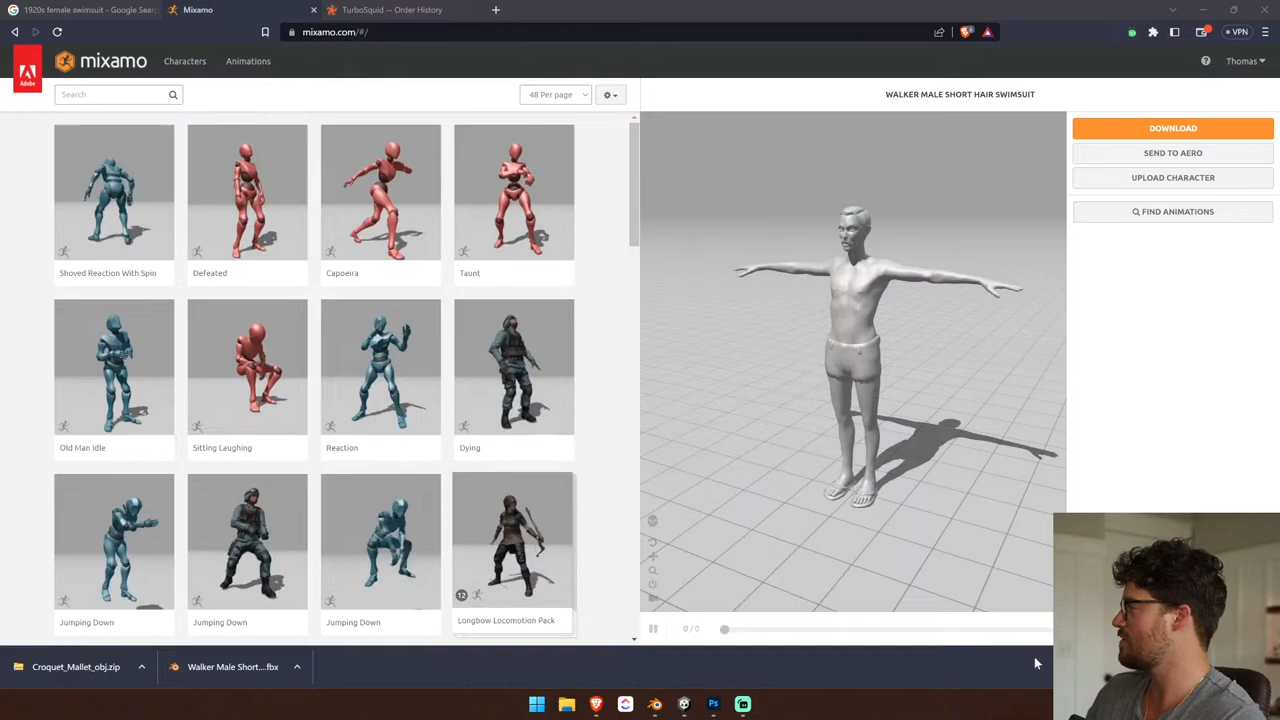 1920s female swimsuit - Google Sear
Mixamo
TurboSquid — Order History
mixamo.com/#/
VPN
Adobe
mixamo
Characters
Animations
Thomas
Search
48 Per page
WALKER MALE SHORT HAIR SWIMSUIT
DOWNLOAD
SEND TO AERO
UPLOAD CHARACTER
FIND ANIMATIONS
Shoved Reaction With Spin
Defeated
Capoeira
Taunt
Old Man Idle
Sitting Laughing
Reaction
Dying
12
Jumping Down
Jumping Down
Jumping Down
Longbow Locomotion Pack
0 / 0
Croquet_Mallet_obj.zip
Walker Male Short....fbx
Ps